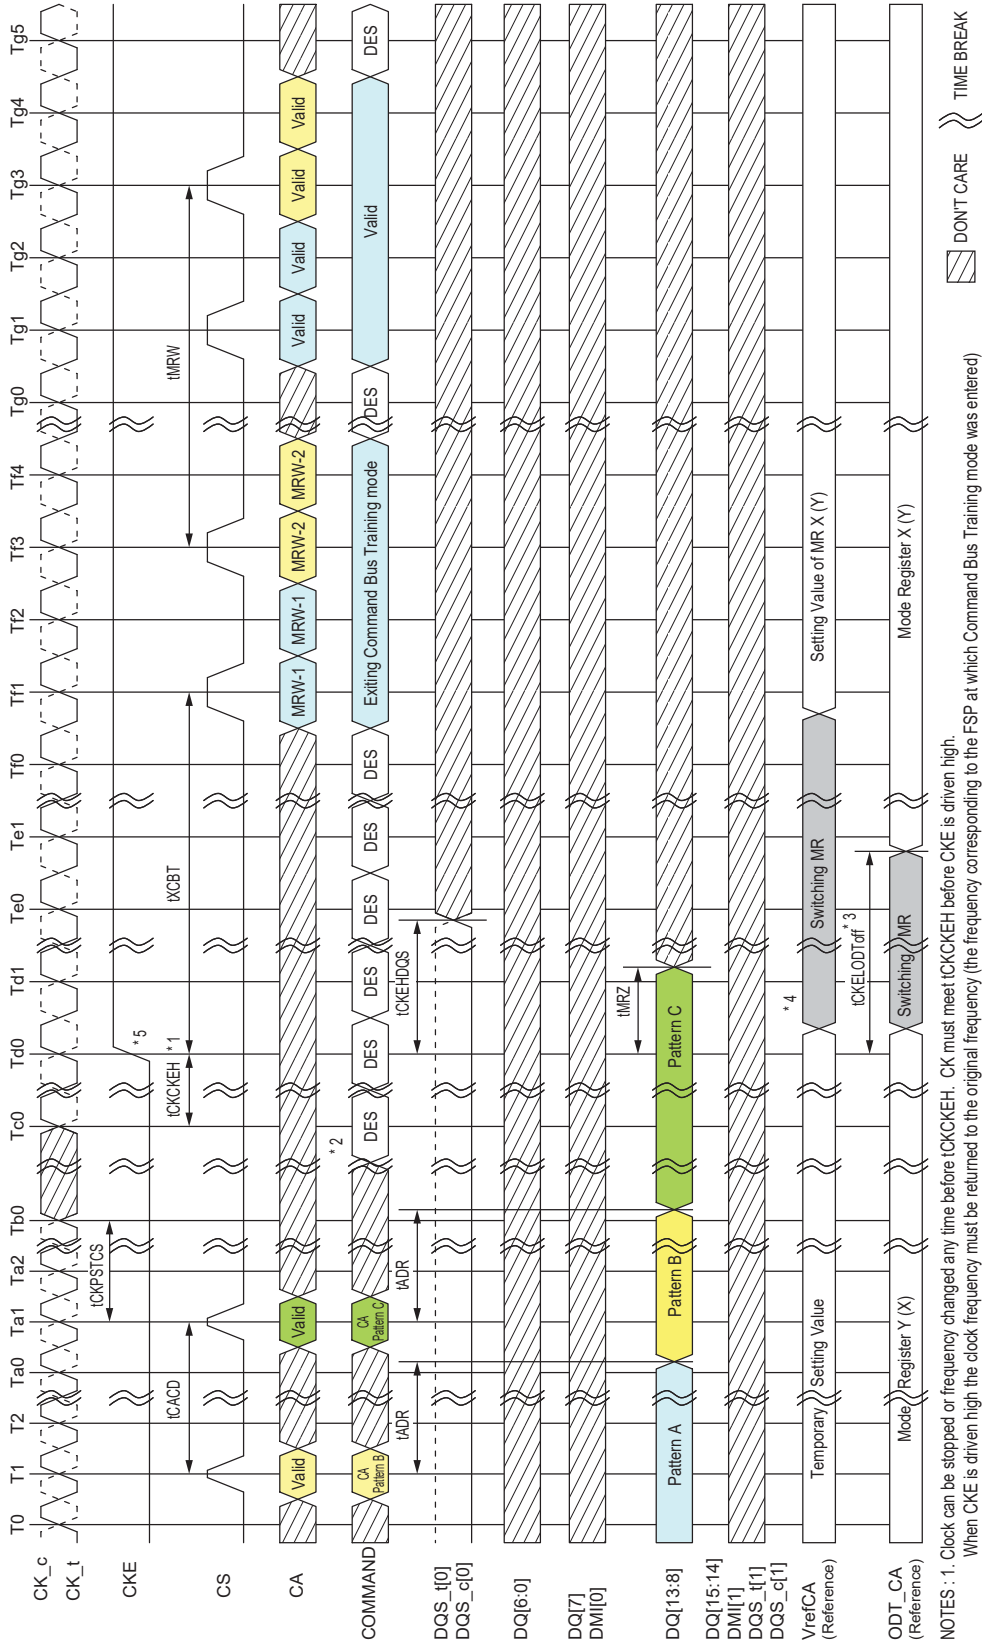 T0 T1 T2 Ta0 Ta1 Ta2 Tb0 Tc0 Td0 Td1 Te0 Te1 Tf0 Tf1 Tf2 Tf3 Tf4 Tg0 Tg1 Tg2 Tg3 Tg4 Tg5
CK_c
CK_t
tCKPSTCS
CKE
* 5
tCKCKEH * 1
tXCBT
tMRW
tCACD
CS
CA
Valid Valid MRW-1 MRW-1 MRW-2 MRW-2 Valid Valid Valid Valid
* 2
COMMAND
CA Pattern B
CA Pattern C
DES DES DES DES DES DES Exiting Command Bus Training mode DES Valid DES
tADR tADR tCKEHDQS
DQS_t[0]
DQS_c[0]
DQ[6:0]
DQ[7]
DMI[0]
tMRZ
DQ[13:8]
Pattern A Pattern B Pattern C
DQ[15:14]
DMI[1]
DQS_t[1]
DQS_c[1]
* 4
VrefCA
(Reference)
Temporary Setting Value Switching MR Setting Value of MR X (Y)
tCKELODToff * 3
ODT_CA
(Reference)
Mode Register Y (X) Switching MR Mode Register X (Y)
DON'T CARE TIME BREAK
NOTES : 1. Clock can be stopped or frequency changed any time before tCKCKEH. CK must meet tCKCKEH before CKE is driven high.
When CKE is driven high the clock frequency must be returned to the original frequency (the frequency corresponding to the FSP at which Command Bus Training mode was entered)